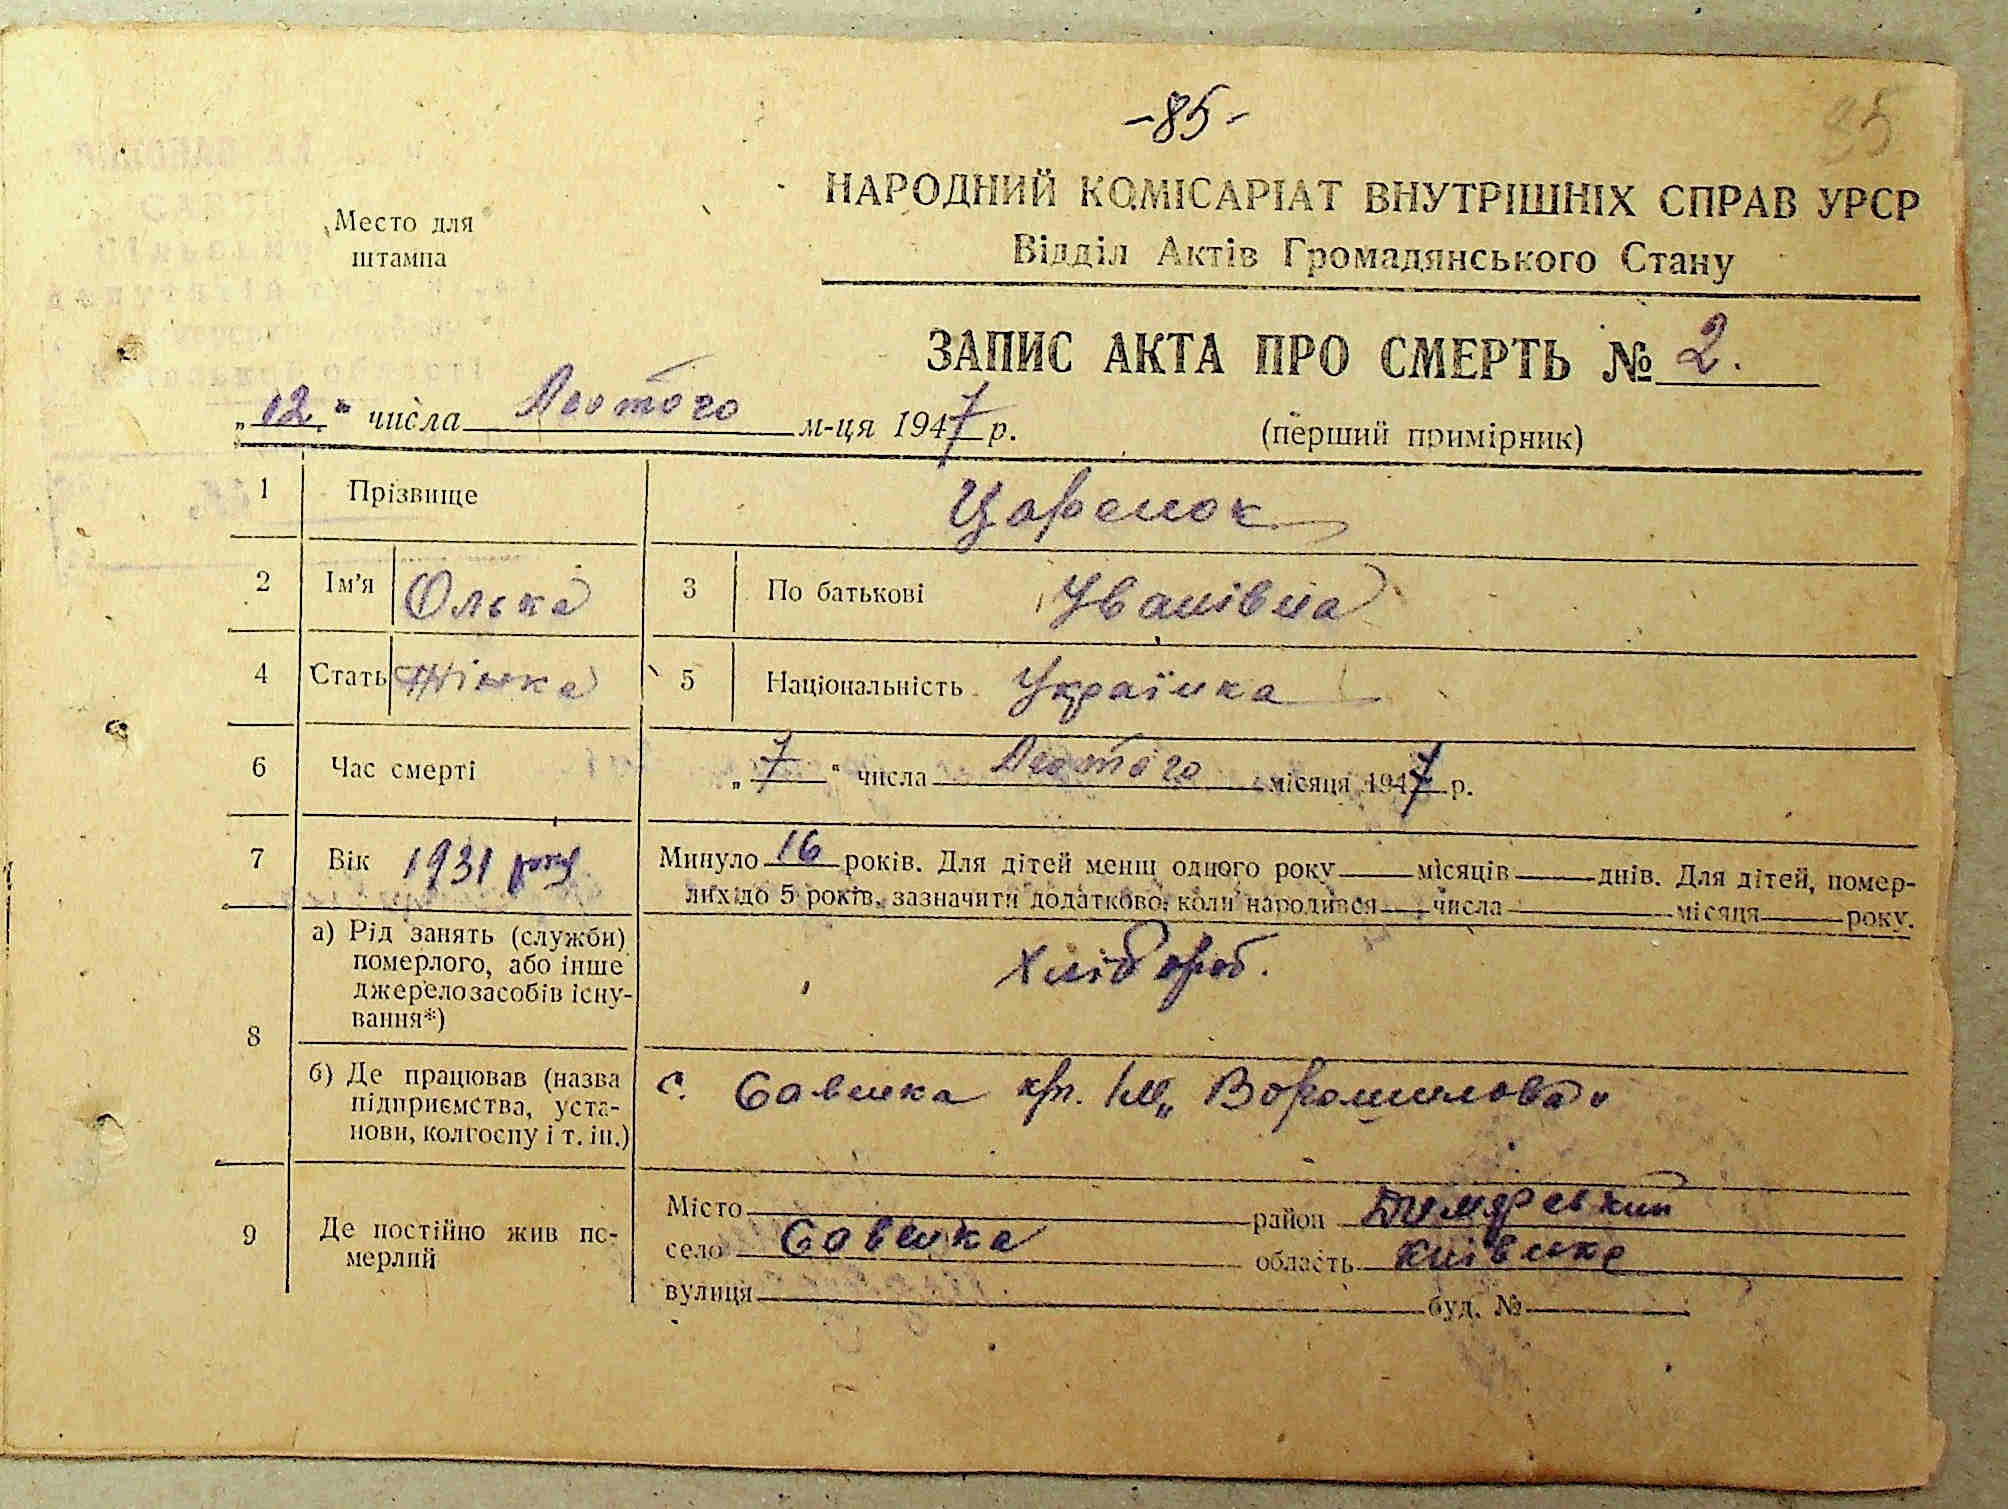 -85-
85
Место для
штампа
НАРОДНИЙ КОМІСАРІАТ ВНУТРІШНІХ СПРАВ УРСР
Відділ Актів Громадянського Стану
ЗАПИС АКТА ПРО СМЕРТЬ № 2.
„12.“ числа Лютого м-ця 1947 р.
(перший примірник)
1 Прізвище Царенок
2 Ім'я Олька 3 По батькові Іванівна
4 Стать Жінка 5 Національність Українка
6 Час смерті „7“ числа Лютого місяця 1947 р.
7 Вік 1931 року Минуло 16 років. Для дітей менш одного року місяців днів. Для дітей, помер-
лих до 5 років, зазначити додатково, коли народився числа місяця року.
8 а) Рід занять (служби)
померлого, або інше
джерело засобів існу-
вання*)
Хлібороб.
б) Де працював (назва
підприємства, уста-
нови, колгоспу і т. ін.)
с. Савенка ім„ Ворошилова“
9 Де постійно жив по-
мерлий
Місто район Димерський
село Савенка область Київська
вулиця буд. №